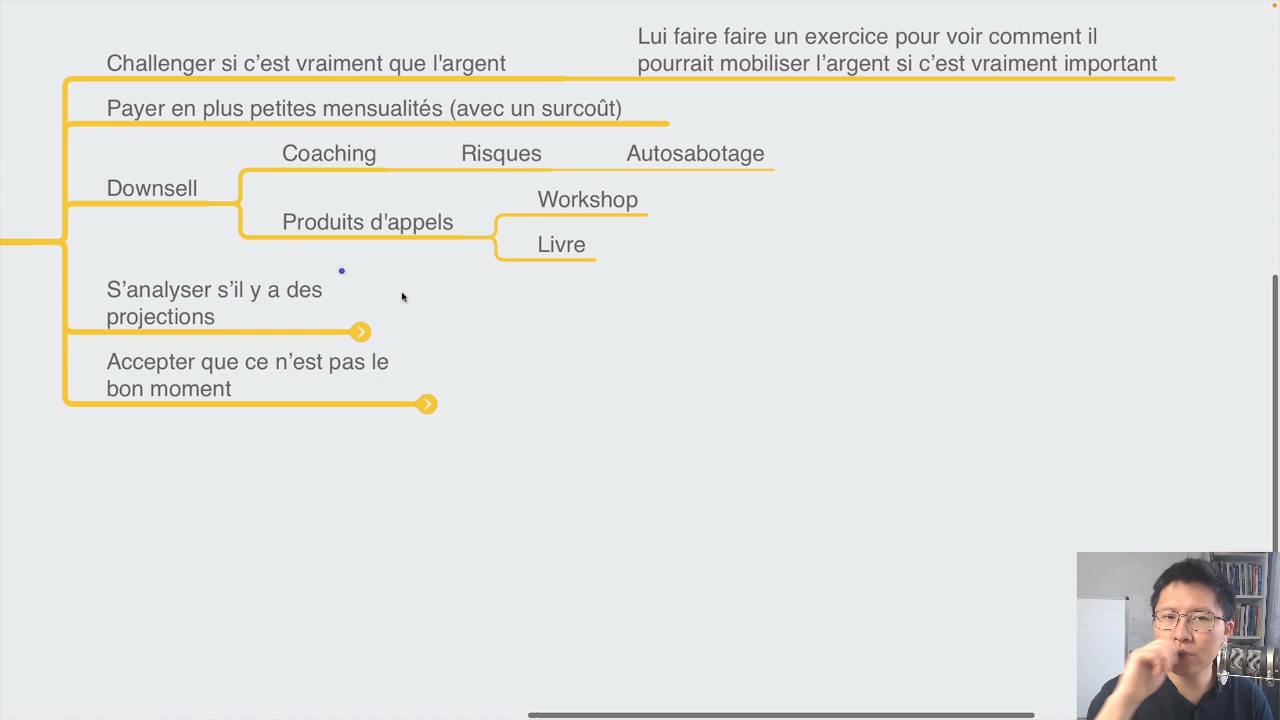 Lui faire faire un exercice pour voir comment il
Challenger si c’est vraiment que l'argent
pourrait mobiliser l’argent si c’est vraiment important
Payer en plus petites mensualités (avec un surcoût)
Coaching
Risques
Autosabotage
Downsell
Workshop
Produits d'appels
Livre
S’analyser s’il y a des
projections
Accepter que ce n’est pas le
bon moment